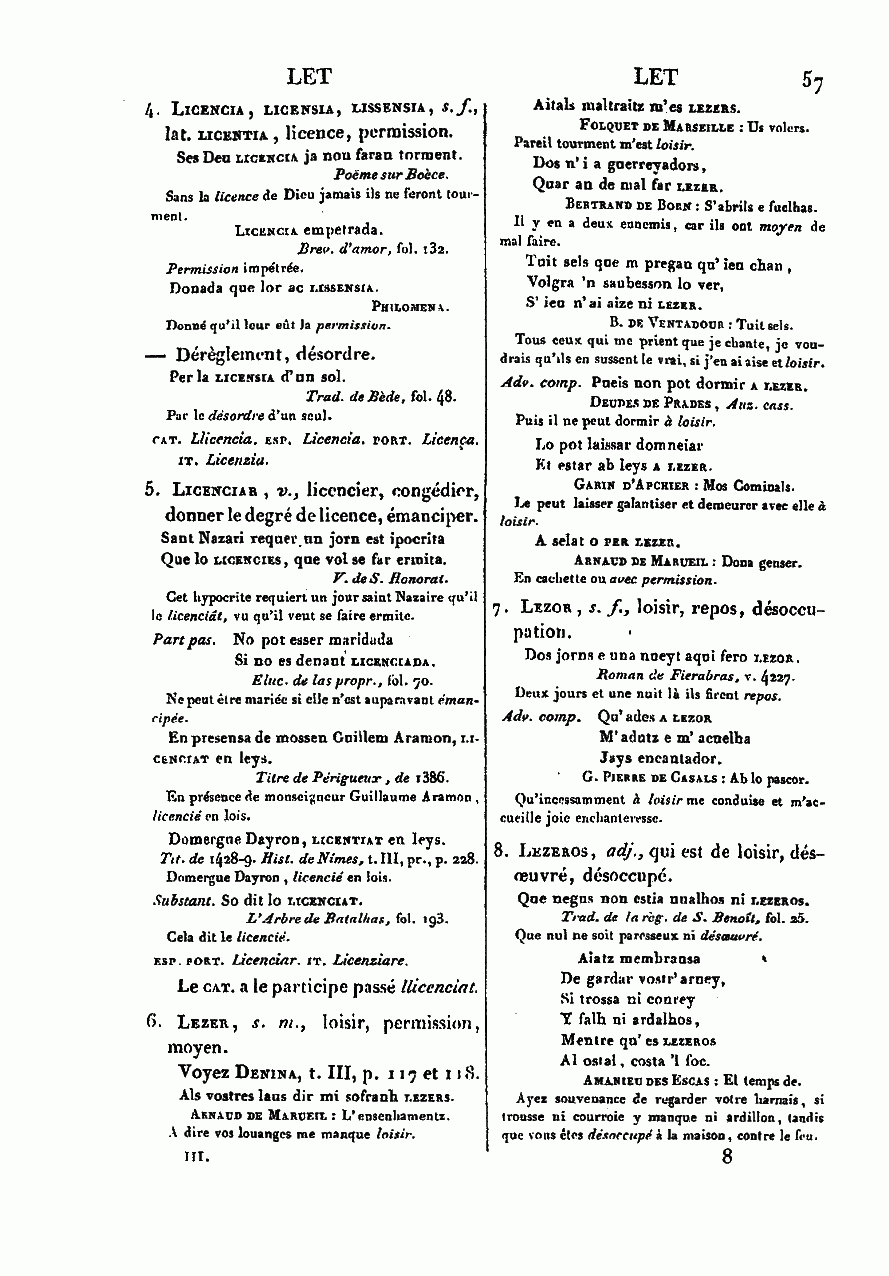 LET
LET
57
4. Licencia, licensia, lissensia, s. f.,
lat. licentia, licence, permission.
Ses Deu licencia ja non faran torment.
Poëme sur Boèce.
Sans la licence de Dieu jamais ils ne feront tour-
ment.
Licencia empetrada.
Brev. d'amor, fol. 132.
Permission impétrée.
Donada que lor ac lissensia.
Philomena.
Donné qu'il leur eût la permission.
— Dérèglement, désordre.
Per la licensia d'un sol.
Trad. de Bède, fol. 48.
Par le désordre d'un seul.
cat. Llicencia. esp. Licencia. port. Licença.
it. Licenzia.
5. Licenciar, v., licencier, congédier,
donner le degré de licence, émanciper.
Sant Nazari requer un jorn est ipocrita
Que lo licencies, que vol se far ermita.
V. de S. Honorat.
Cet hypocrite requiert un jour saint Nazaire qu'il
le licenciât, vu qu'il veut se faire ermite.
Part pas. No pot esser maridada
Si no es denant licenciada.
Eluc. de las propr., fol. 70.
Ne peut être mariée si elle n'est auparavant éman-
ripée.
En presensa de mossen Guillem Aramon, li-
cenciat en leys.
Titre de Périgueux, de 1386.
En présence de monseigneur Guillaume Aramon,
licencié en lois.
Domergne Dayron, licentiat en leys.
Tit. de 1428-9. Hist. de Nîmes, t. III, pr., p. 228.
Domergue Dayron, licencié en lois.
Substant. So dit lo licenciat.
L'Arbre de Batalhas, fol. 193.
Cela dit le licencié.
esp. port. Licenciar. it. Licenziare.
Le cat. a le participe passé llicenciat.
6. Lezer, s. m., loisir, permission,
moyen.
Voyez Denina, t. III, p. 117 et 118.
Als vostres laus dir mi sofranh lezers.
Arnaud de Marueil : L'ensenhamentz.
A dire vos louanges me manque loisir.
III.
Aitals maltraitz m'es lezers.
Folquet de Marseille : Us volers.
Pareil tourment m'est loisir.
Dos n'i a guerreyadors,
Quar an de mal far lezer.
Bertrand de Born : S'abrils e fuelhas.
Il y en a deux ennemis, car ils ont moyen de
mal faire.
Tuit sels que m pregan qu'ieu chan,
Volgra 'n saubesson lo ver,
S' ieu n'ai aize ni lezer.
B. de Ventadour : Tuit sels.
Tous ceux qui me prient que je chante, je vou-
drais qu'ils en sussent le vrai, si j'en ai aise et loisir.
Adv. comp. Pueis non pot dormir a lezer.
Deudes de Prades, Auz. cass.
Puis il ne peut dormir à loisir.
Lo pot laissar domneiar
Et estar ab leys a lezer.
Garin d'Apchier : Mos Cominals.
Le peut laisser galantiser et demeurer avec elle à
loisir.
A selat o per lezer.
Arnaud de Marueil : Dona genser.
En cachette ou avec permission.
7. Lezor, s. f., loisir, repos, désoccu-
pation.
Dos jorns e una nueyt aqui fero lezor.
Roman de Fierabras, v. 4227.
Deux jours et une nuit là ils firent repos.
Adv. comp. Qu'ades a lezor
M'adutz e m' acuelha
Jays encantador.
G. Pierre de Casals : Ab lo pascor.
Qu'incessamment à loisir me conduise et m'ac-
cueille joie enchanteresse.
8. Lezeros, adj., qui est de loisir, dés-
œuvré, désoccupé.
Que negus non estia nualhos ni lezeros.
Trad. de la règ. de S. Benoît, fol. 25.
Que nul ne soit paresseux ni désœuvré.
Aiatz membransa
De gardar vostr'arney,
Si trossa ni conrey
Y falh ni ardalhos,
Mentre qu'es lezeros
Al ostal, costa 'l foc.
Amanieu des Escas : El temps de.
Ayez souvenance de regarder votre harnais, si
trousse ni courroie y manque ni ardillon, tandis
que vous êtes désoccupé à la maison, contre le feu.
8